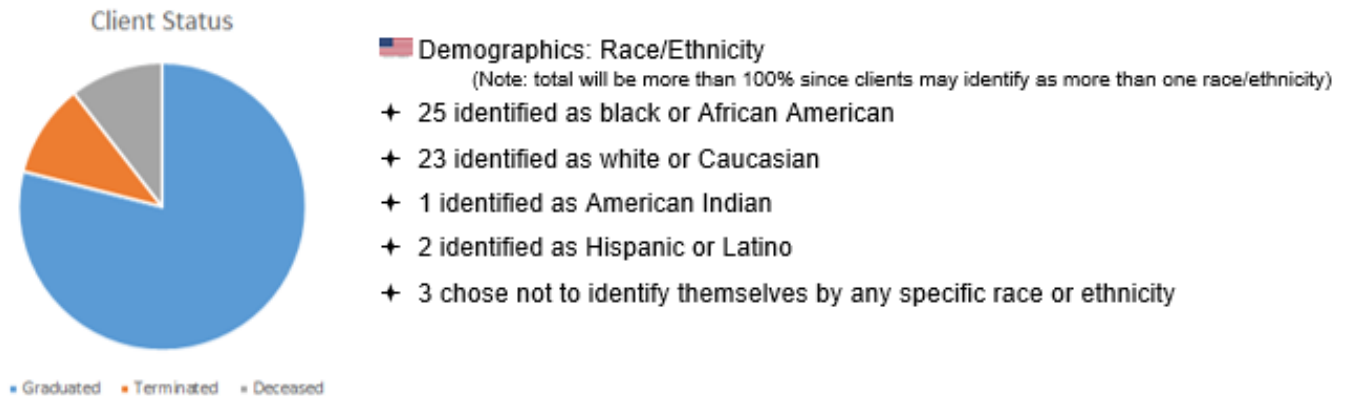 Client Status
Graduated Terminated Deceased
Demographics: Race/Ethnicity
(Note: total will be more than 100% since clients may identify as more than one race/ethnicity)
25 identified as black or African American
23 identified as white or Caucasian
1 identified as American Indian
2 identified as Hispanic or Latino
3 chose not to identify themselves by any specific race or ethnicity